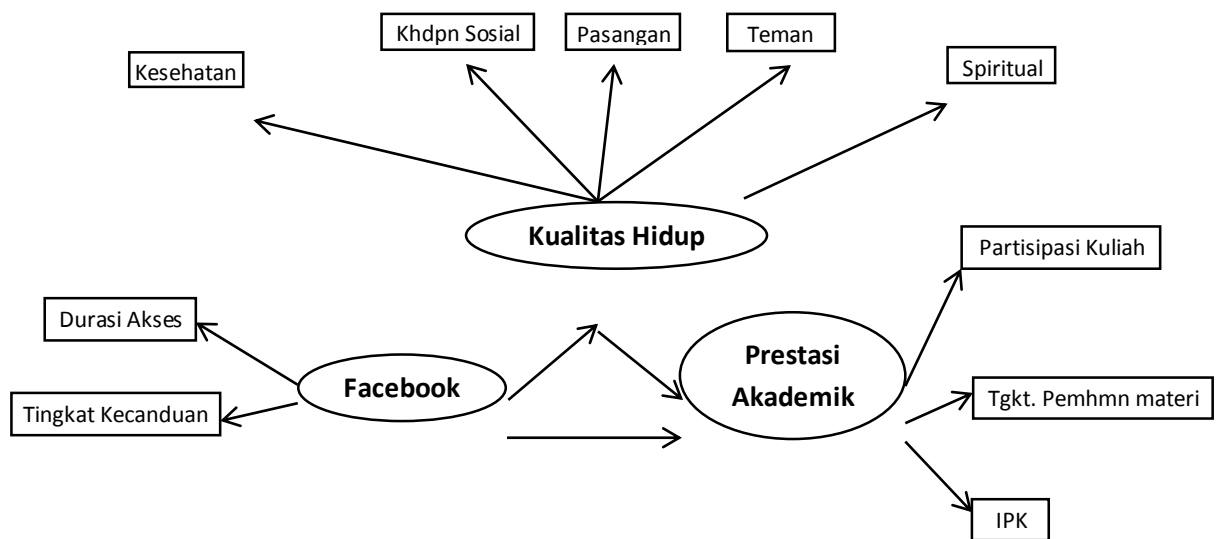 Khdpn Sosial
Pasangan
Teman
Kesehatan
Spiritual
Kualitas Hidup
Partisipasi Kuliah
Durasi Akses
Prestasi
Akademik
Facebook
Tingkat Kecanduan
Tgkt. Pemhmn materi
IPK